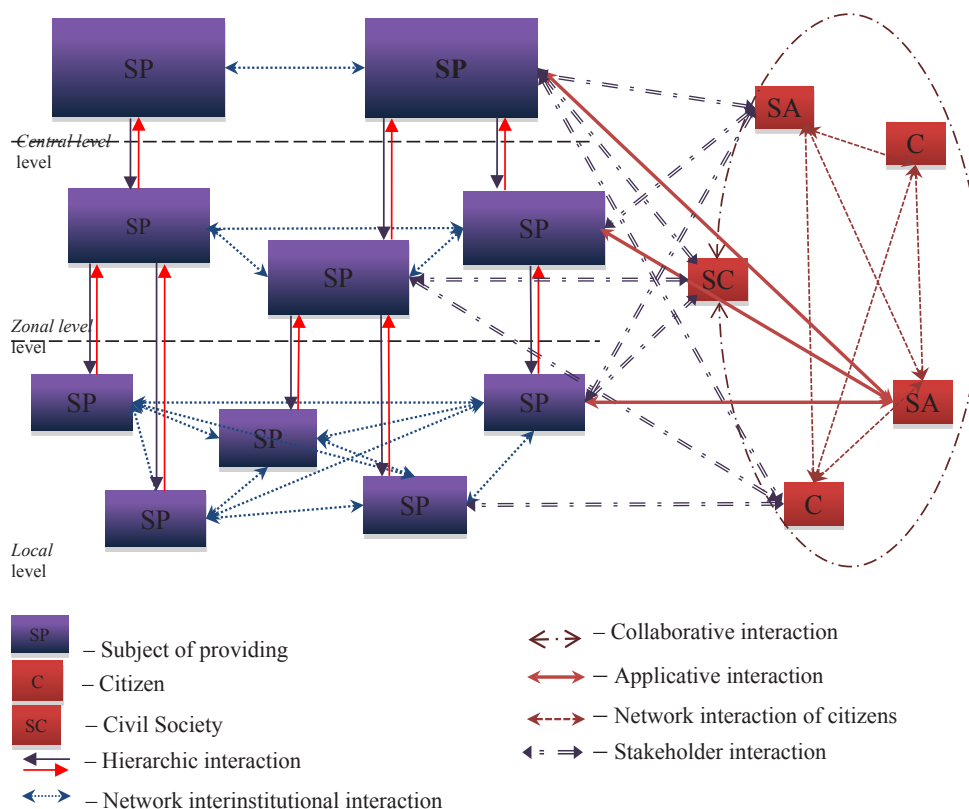 SP
SP
SA
C
Central level
level
SP
SP
SP
SC
Zonal level
level
SP
SP
SP
SA
SP
SP
C
Local
level
SP – Subject of providing
C – Citizen
SC – Civil Society
– Hierarchic interaction
– Network interinstitutional interaction
– Collaborative interaction
– Applicative interaction
– Network interaction of citizens
– Stakeholder interaction